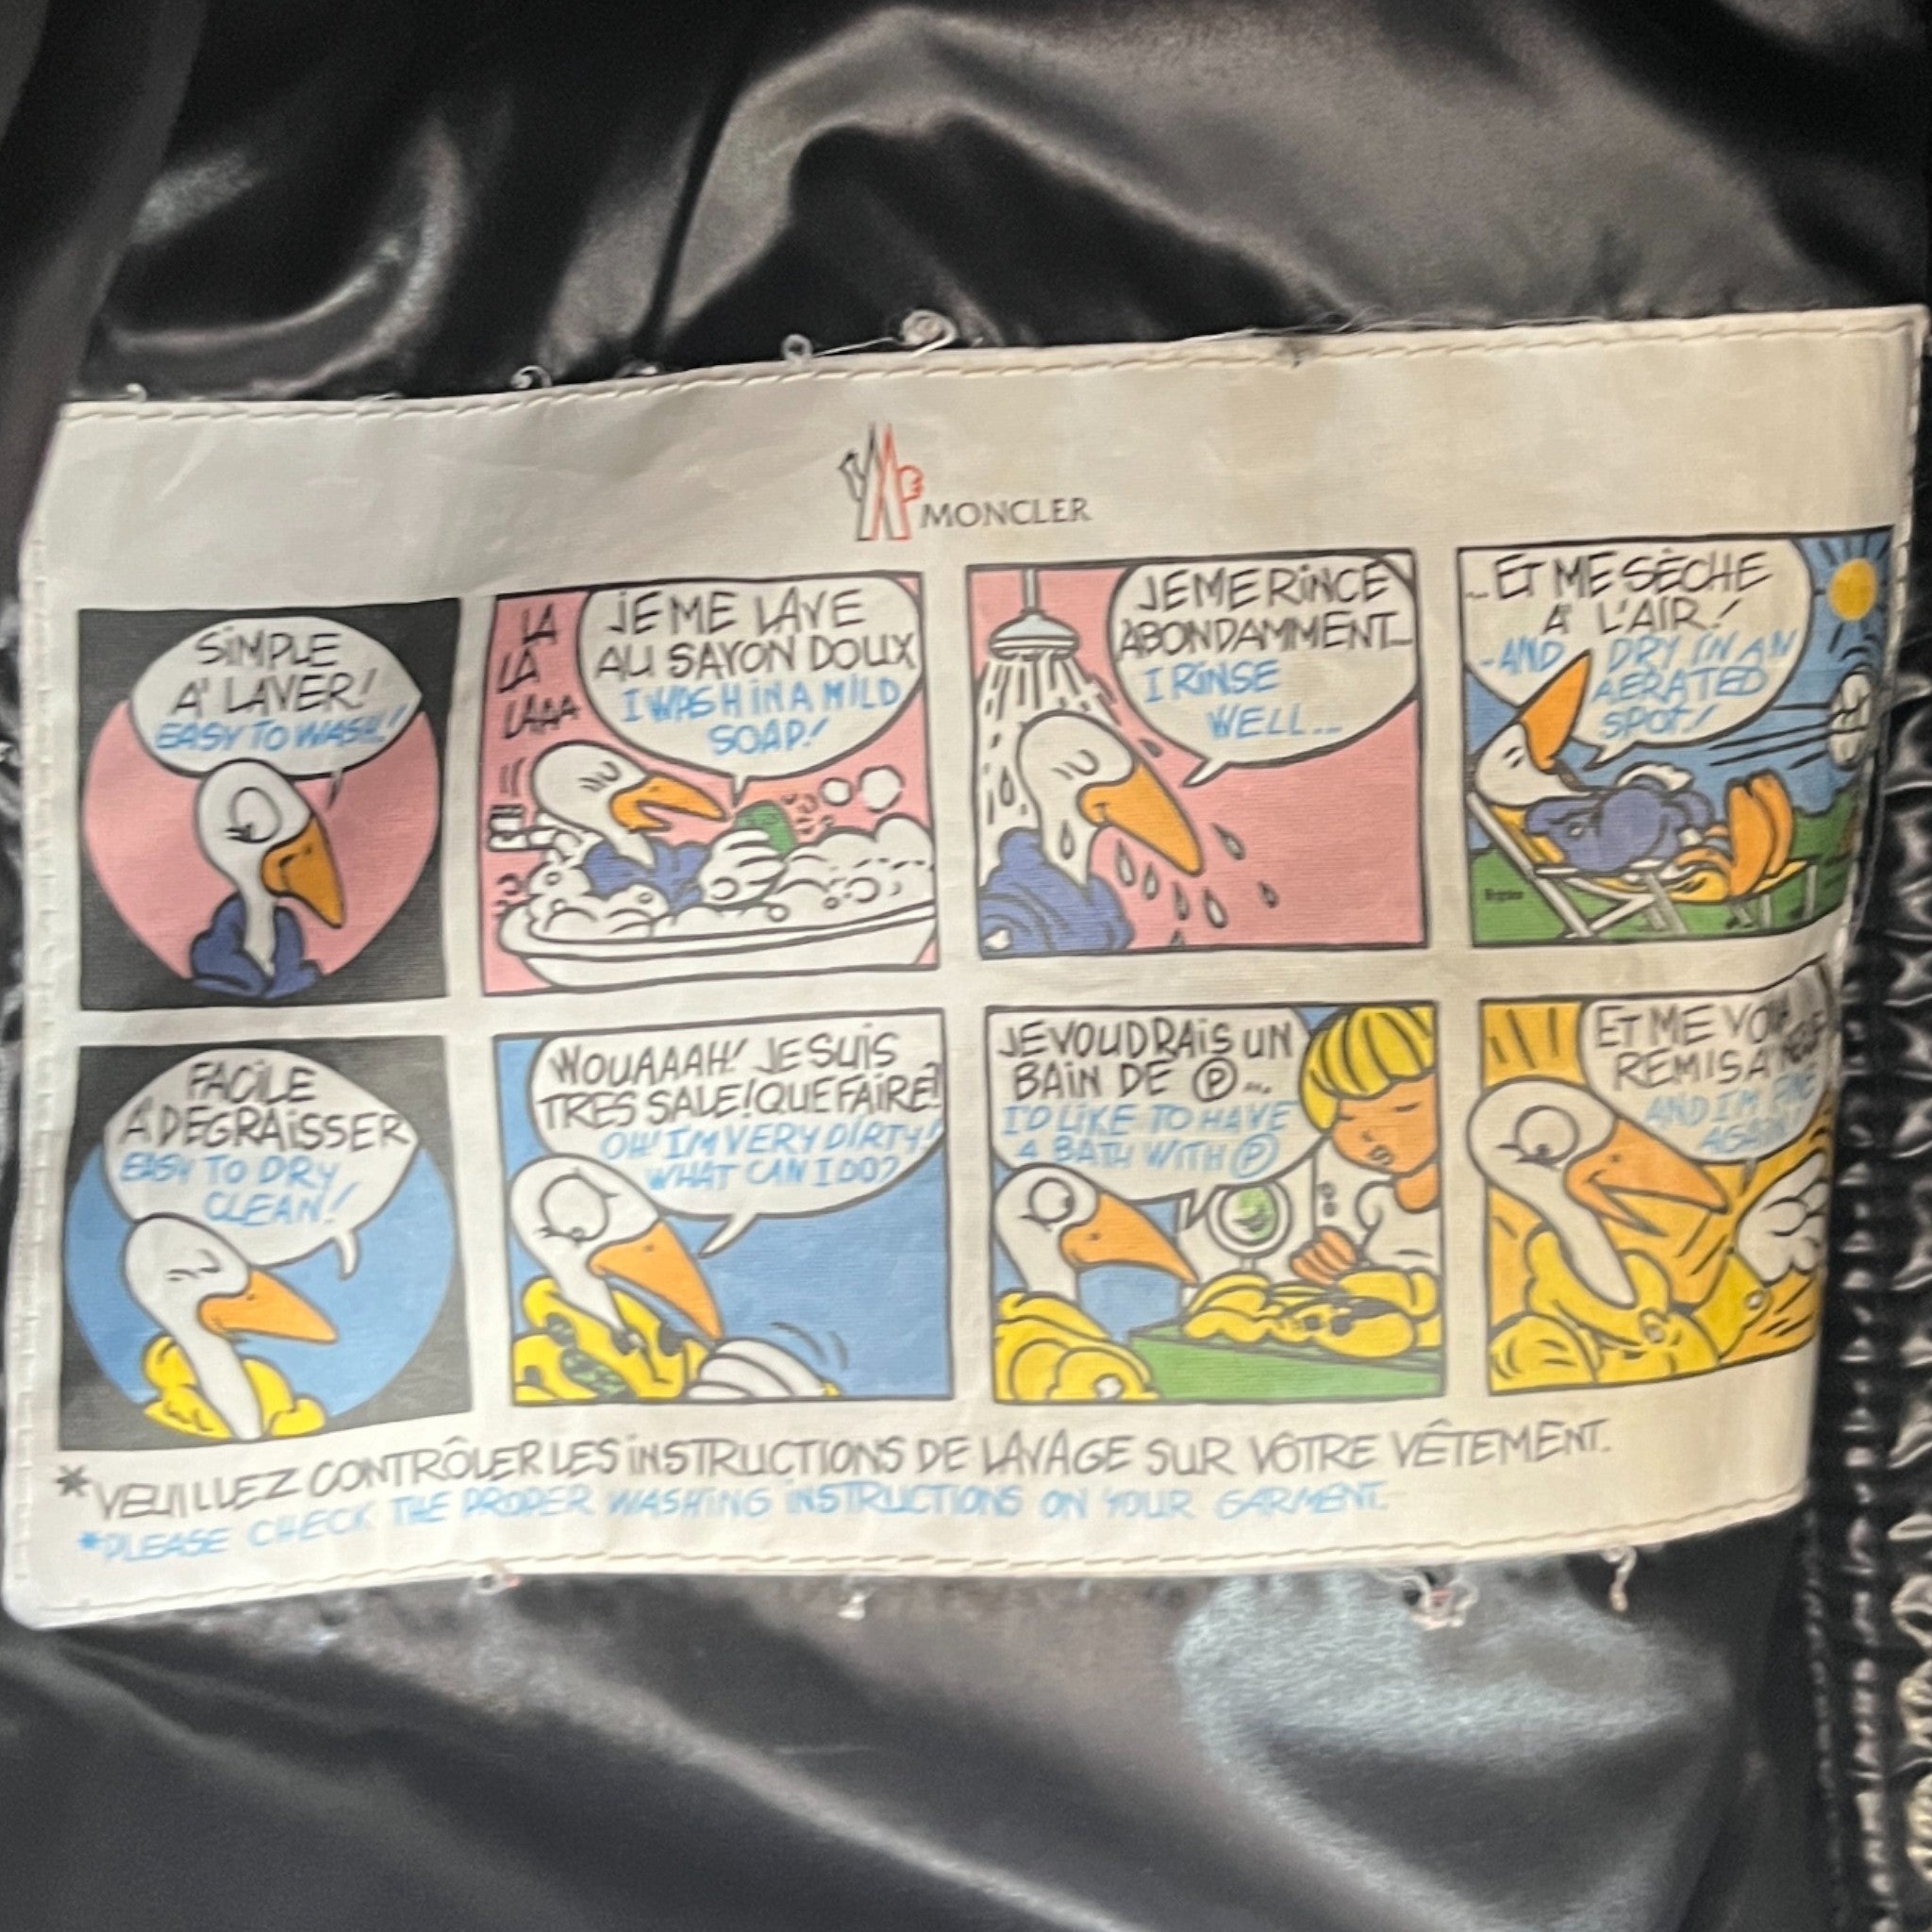 MONCLER
SiMPLE
A' LAVER!
EASY TO WASH!
LA
LA
LAAA
JE ME LAVE
AU SAVON DOUX
I WASH iN A MiLD
SOAP!
JE ME RiNCE
ABONDAMMENT...
I RiNSE
WELL...
... ET ME SÈCHE
A' L'AIR!
-AND DRY IN AN
AERATED
SPOT!
FACiLE
A' DEGRAiSSER
EASY TO DRY
CLEAN!
WOUAAAH! JE SUiS
TRES SALE! QUE FAiRE?
OH! I'M VERY DIRTY!
WHAT CAN I DO?
JE VOUDRAiS UN
BAiN DE Ⓟ...
I'D LiKE TO HAVE
A BATH WITH Ⓟ
ET ME
REMiS A'
AND I'M
AGAIN!
*VEUILLEZ CONTRÔLER LES iNSTRUCTIONS DE LAVAGE SUR VÔTRE VÊTEMENT.
*PLEASE CHECK THE PROPER WASHiNG iNSTRUCTIONS ON YOUR GARMENT.